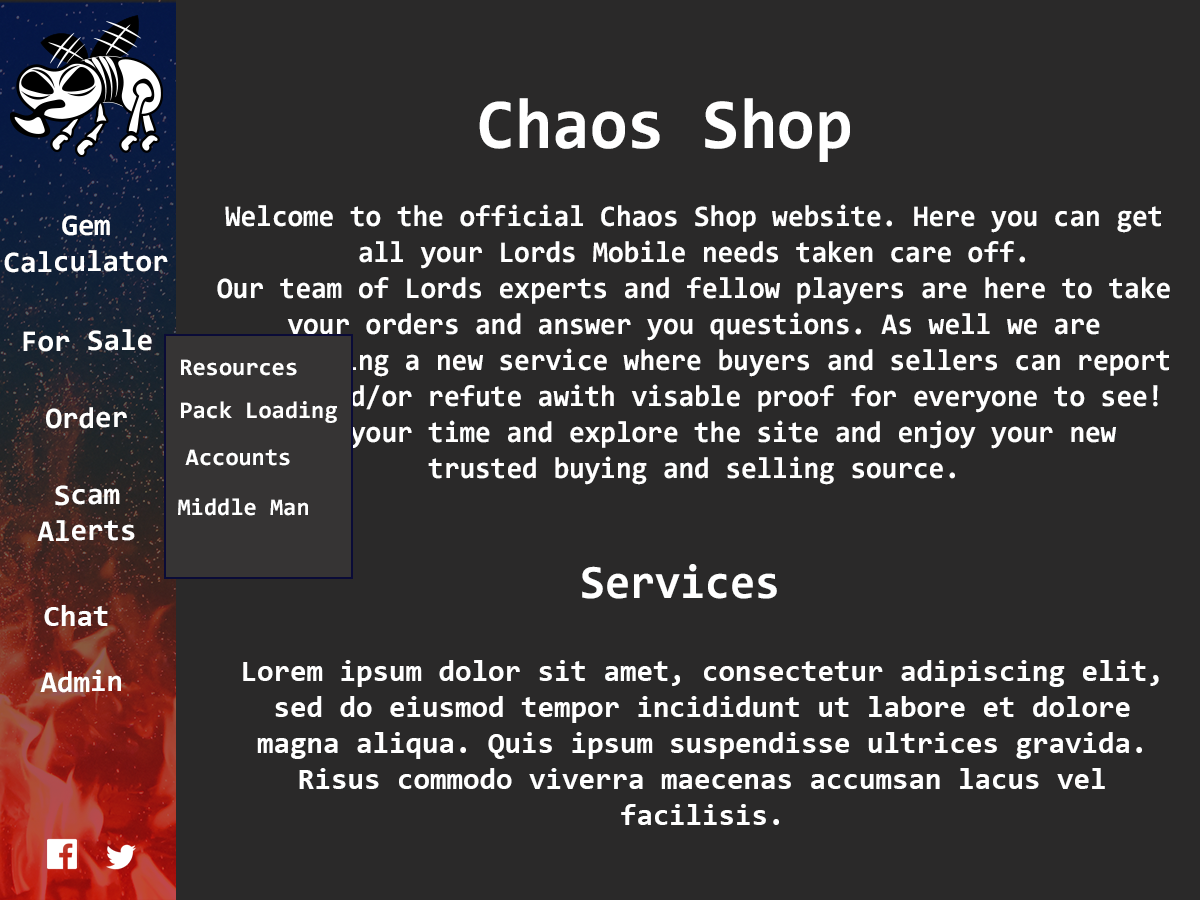 Chaos Shop
Welcome to the official Chaos Shop website. Here you can get
all your Lords Mobile needs taken care off.
Our team of Lords experts and fellow players are here to take
your orders and answer you questions. As well we are
a new service where buyers and sellers can report
refute awith visable proof for everyone to see!
your time and explore the site and enjoy your new
trusted buying and selling source.
Services
Lorem ipsum dolor sit amet, consectetur adipiscing elit,
sed do eiusmod tempor incididunt ut labore et dolore
magna aliqua. Quis ipsum suspendisse ultrices gravida.
Risus commodo viverra maecenas accumsan lacus vel
facilisis.
Gem
Calculator
For Sale
Resources
Pack Loading
Accounts
Middle Man
Order
Scam
Alerts
Chat
Admin